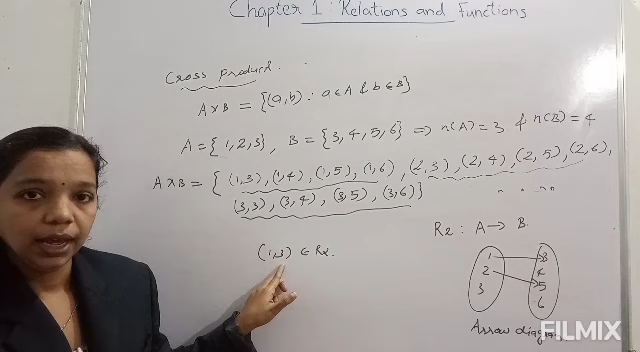 Chapter 1 : Relations and Functions
Cross product.
A×B = {(a,b) : a∈A & b∈B}
A = {1,2,3}, B = {3,4,5,6} ⇒ n(A)=3 & n(B)=4
A×B = { (1,3), (1,4), (1,5), (1,6), (2,3), (2,4), (2,5), (2,6),
(3,3), (3,4), (3,5), (3,6)}
R2 : A → B
(1,3) ∈ R2.
1 3
2 4
3 5
6
Arrow diagram
FILMIX